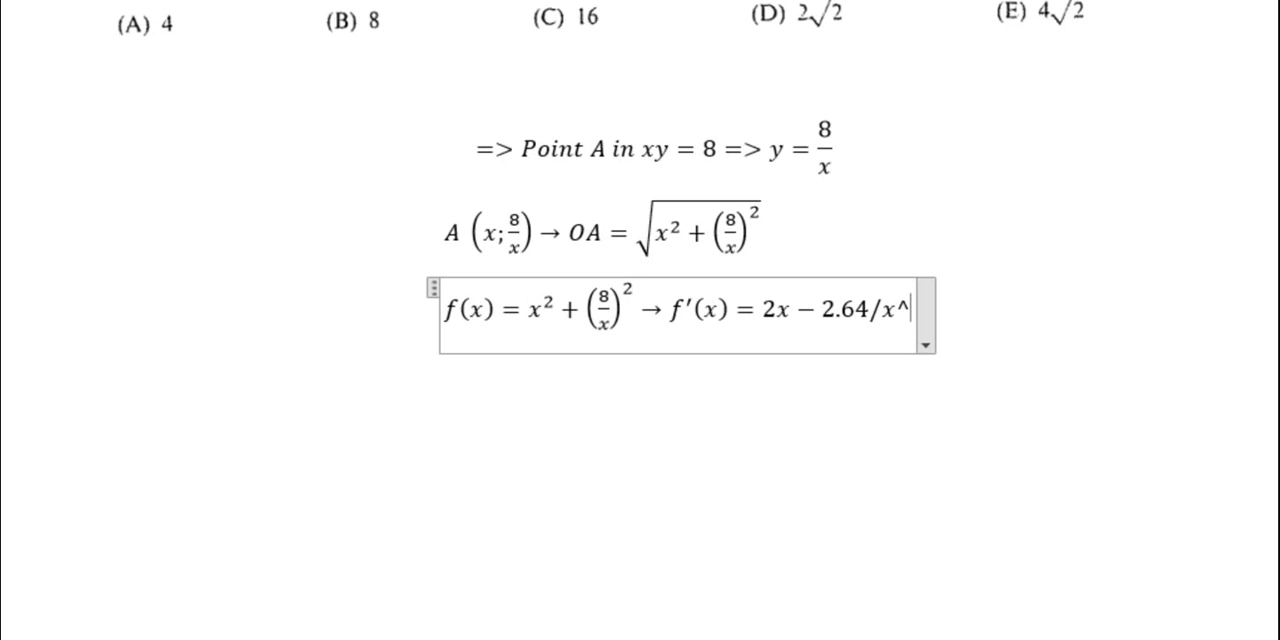 (A) 4 (B) 8 (C) 16 (D) 2√2 (E) 4√2
=> Point A in xy = 8 => y = 8/x
A (x; 8/x) → OA = √(x² + (8/x)²)
f(x) = x² + (8/x)² → f′(x) = 2x − 2.64/x^